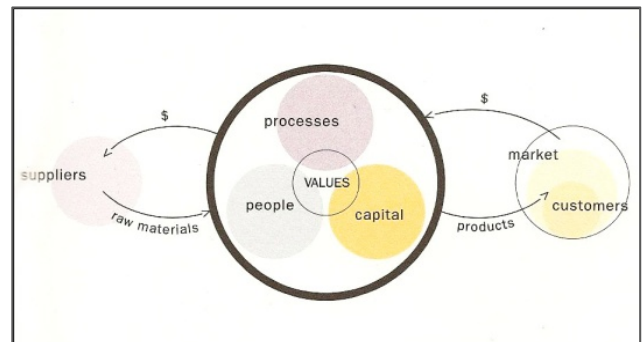 $
$
processes
market
suppliers
VALUES
people
capital
customers
raw materials
products